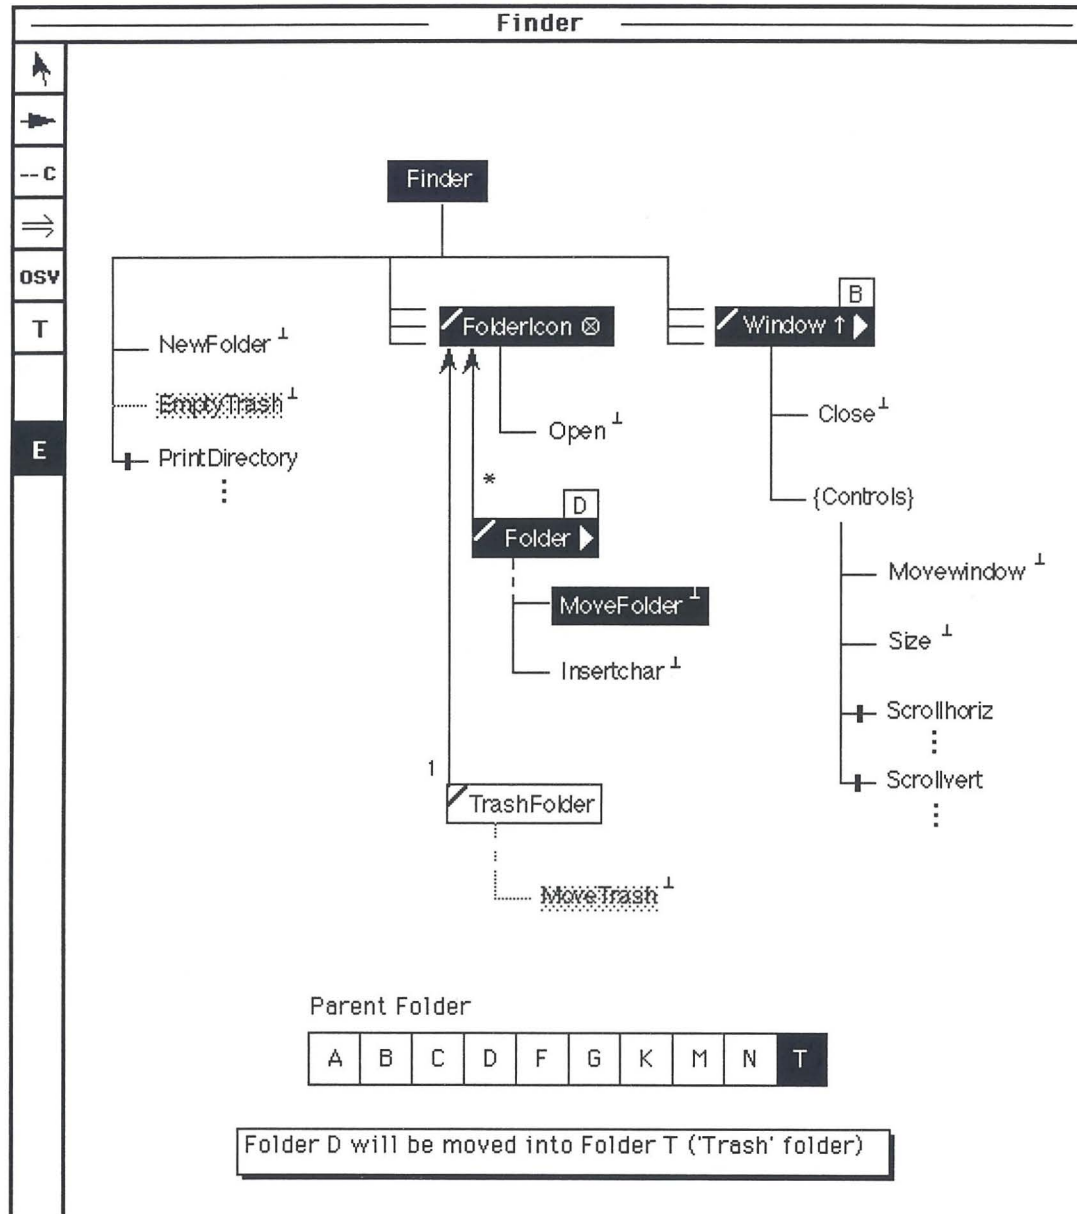 Finder
--C
OSV
T
E
Finder
NewFolder ⊥
EmptyTrash ⊥
PrintDirectory
⋮
FolderIcon ⊗
Open ⊥
*
D
Folder
MoveFolder ⊥
Insertchar ⊥
1
TrashFolder
MoveTrash ⊥
B
Window ↑
Close ⊥
{Controls}
Movewindow ⊥
Size ⊥
Scrollhoriz
⋮
Scrollvert
⋮
Parent Folder
A B C D F G K M N T
Folder D will be moved into Folder T ('Trash' folder)